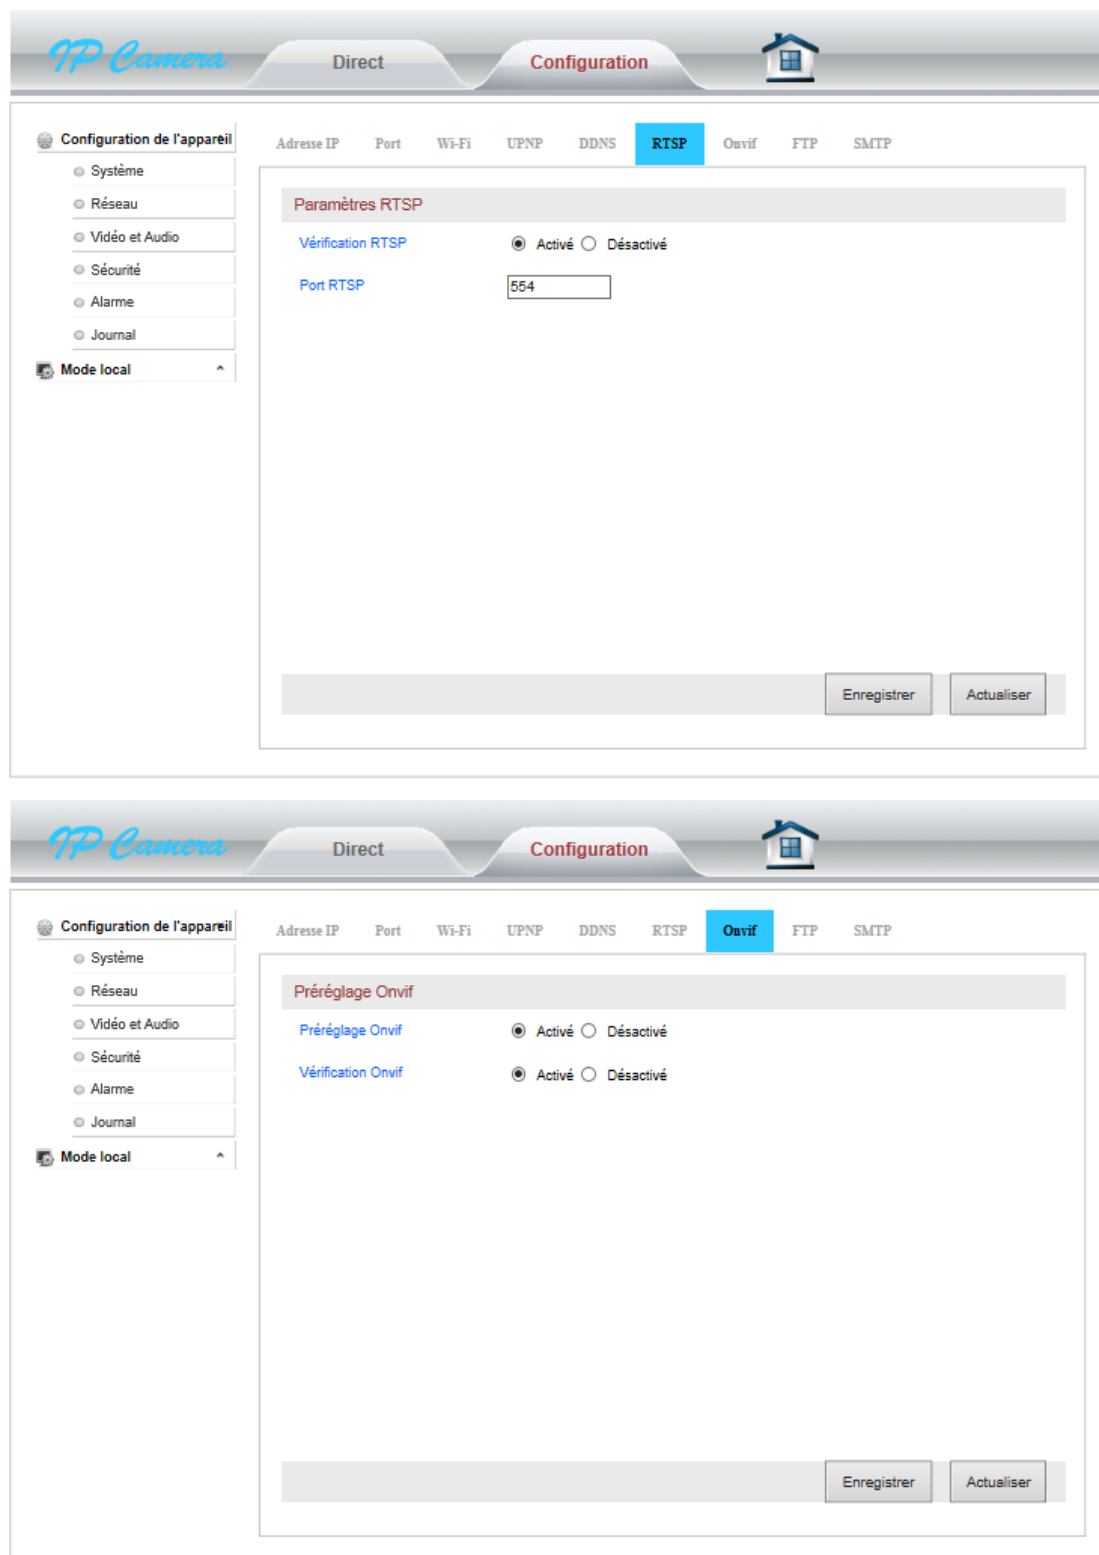 IP Camera Direct Configuration
Configuration de l'appareil
Système
Réseau
Vidéo et Audio
Sécurité
Alarme
Journal
Mode local
Adresse IP Port Wi-Fi UPNP DDNS RTSP Onvif FTP SMTP
Paramètres RTSP
Vérification RTSP Activé Désactivé
Port RTSP 554
Enregistrer Actualiser
IP Camera Direct Configuration
Configuration de l'appareil
Système
Réseau
Vidéo et Audio
Sécurité
Alarme
Journal
Mode local
Adresse IP Port Wi-Fi UPNP DDNS RTSP Onvif FTP SMTP
Préréglage Onvif
Préréglage Onvif Activé Désactivé
Vérification Onvif Activé Désactivé
Enregistrer Actualiser